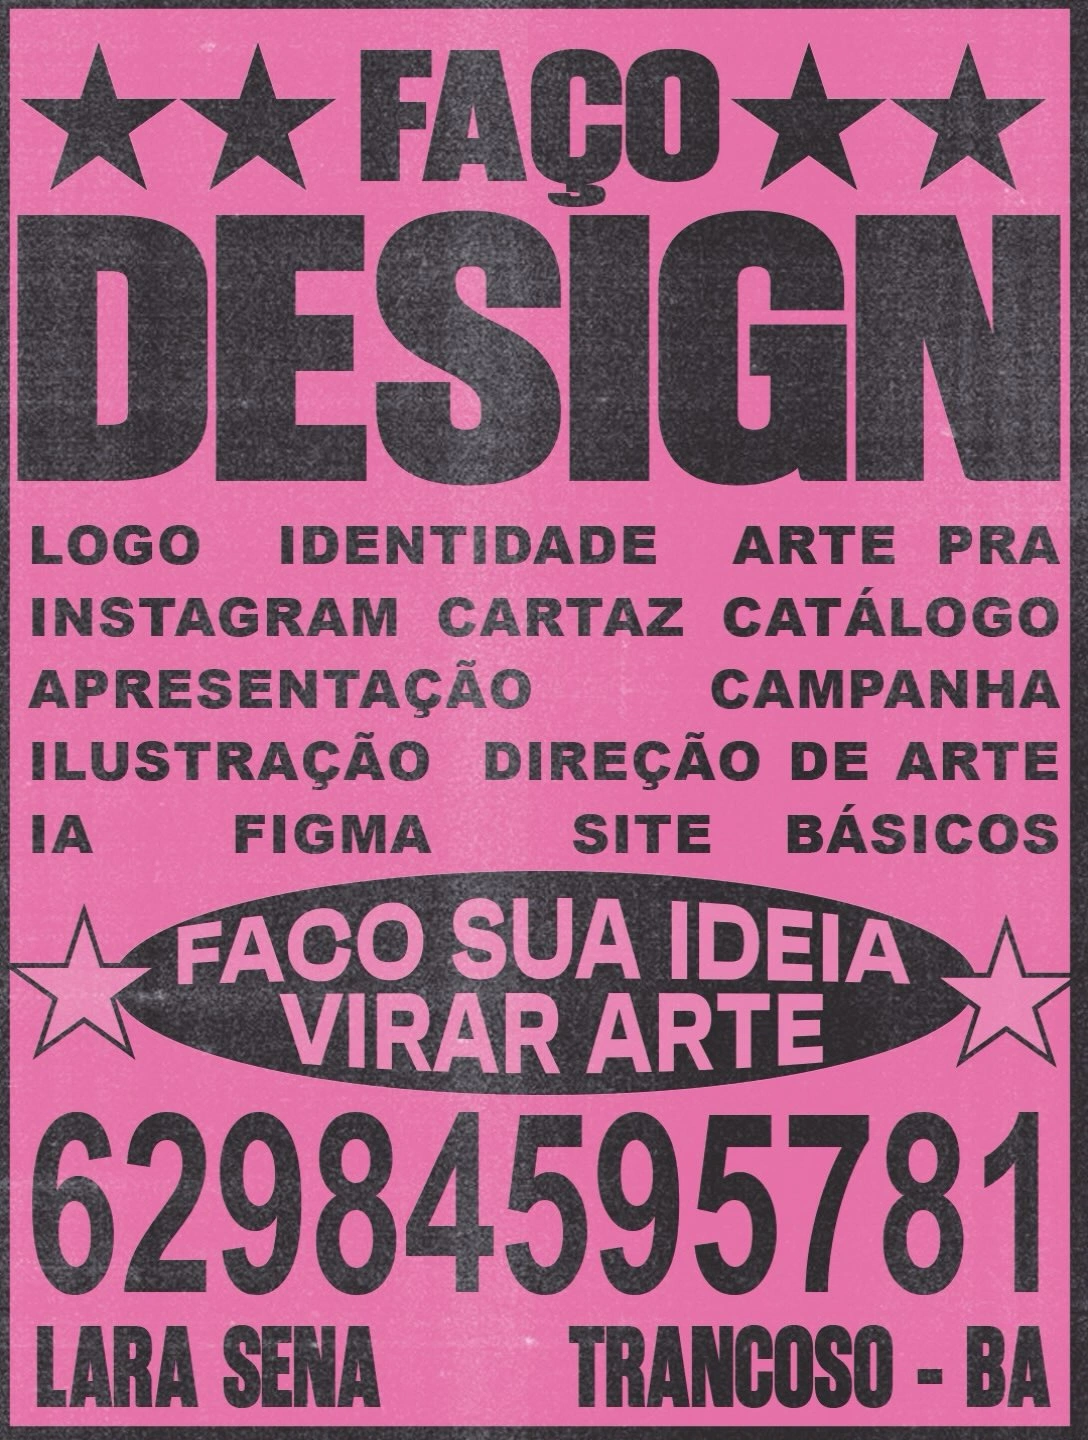 FAÇO
DESIGN
LOGO IDENTIDADE ARTE PRA
INSTAGRAM CARTAZ CATÁLOGO
APRESENTAÇÃO CAMPANHA
ILUSTRAÇÃO DIREÇÃO DE ARTE
IA FIGMA SITE BÁSICOS
FACO SUA IDEIA
VIRAR ARTE
62984595781
LARA SENA TRANCOSO - BA